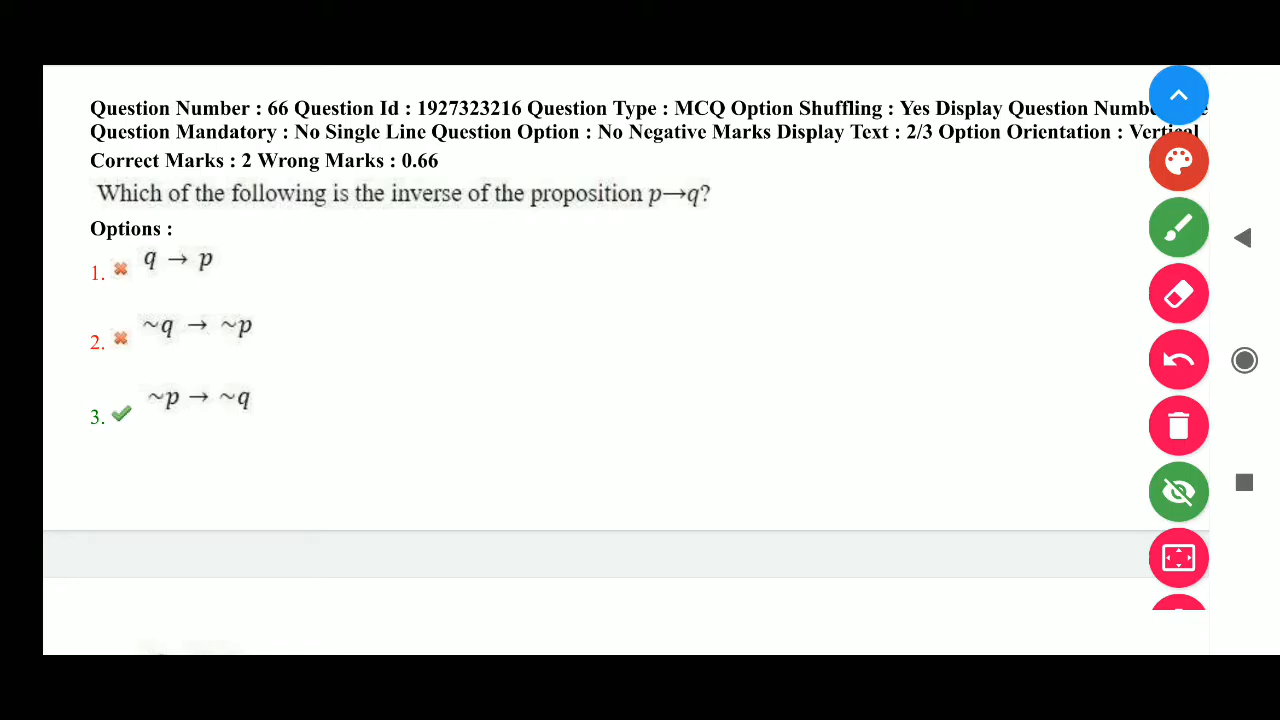 Question Number : 66 Question Id : 1927323216 Question Type : MCQ Option Shuffling : Yes Display Question
Question Mandatory : No Single Line Question Option : No Negative Marks Display Text : 2/3 Option Orientation : Vertical
Correct Marks : 2 Wrong Marks : 0.66
Which of the following is the inverse of the proposition p→q?
Options :
1. ✖ q → p
2. ✖ ~q → ~p
3. ✔ ~p → ~q